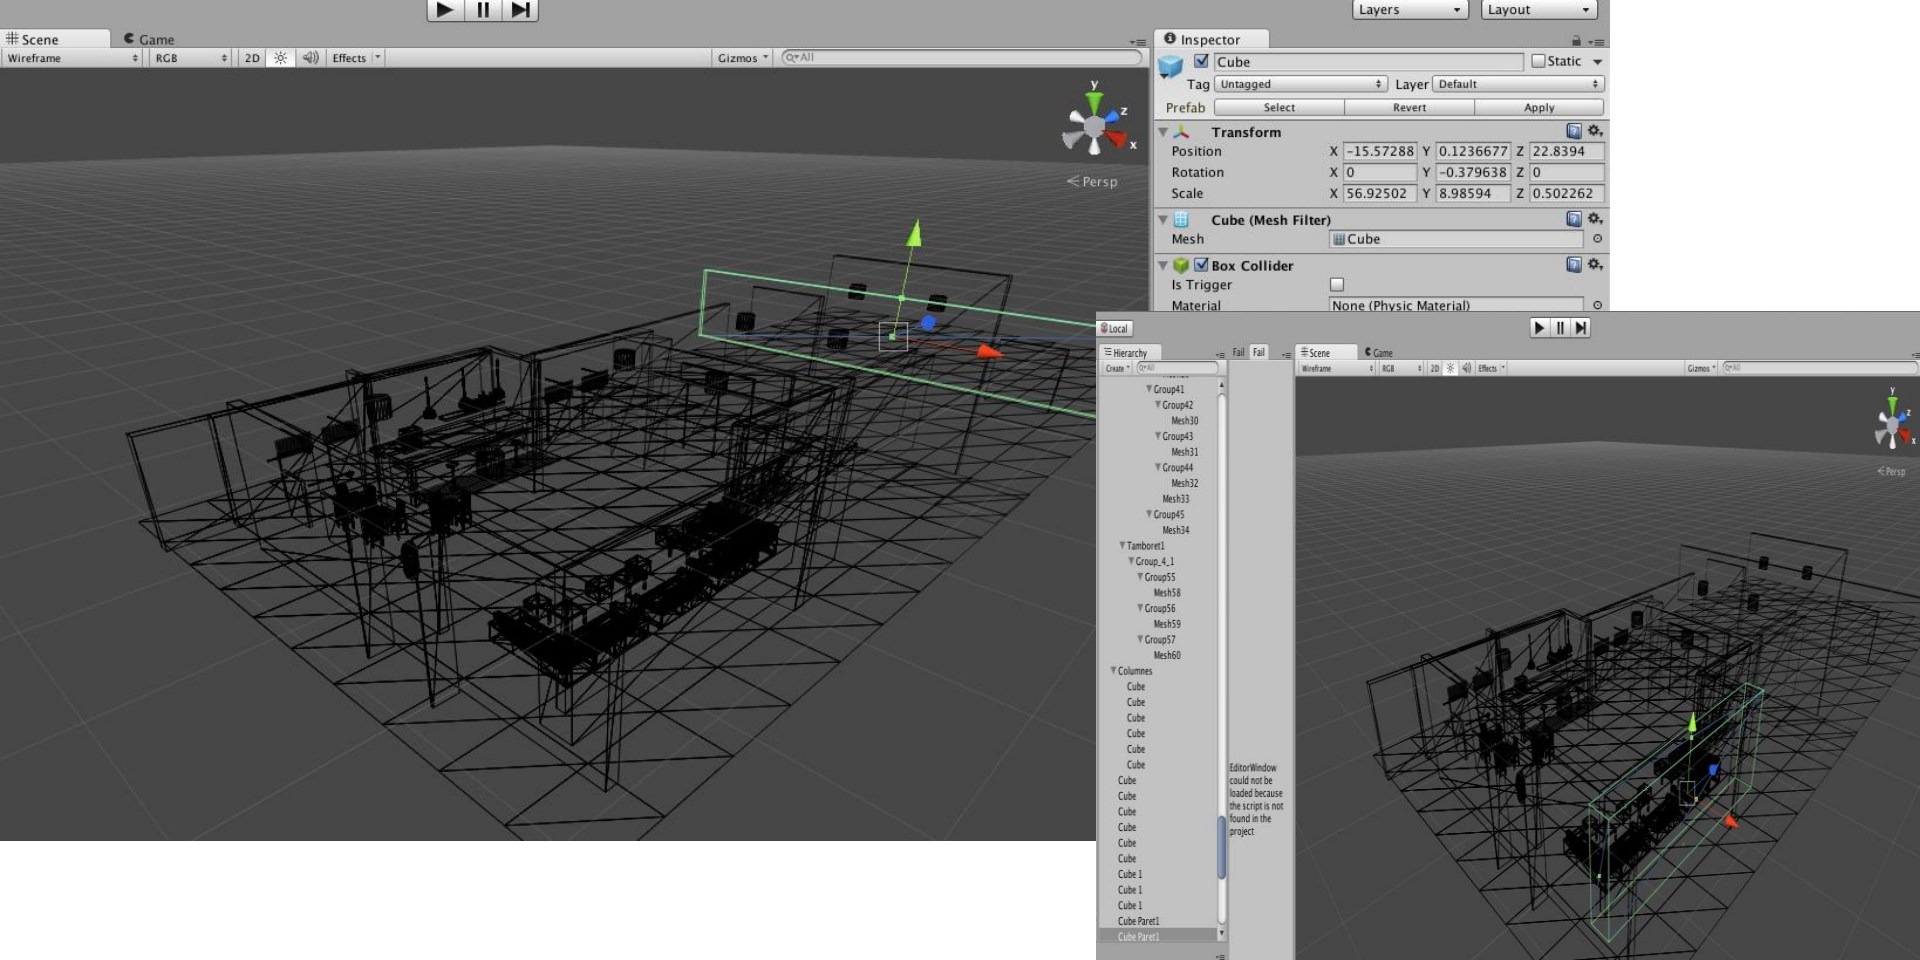 Layers Layout
Scene Game
Wireframe RGB 2D Effects Gizmos All
y
z
x
Persp
Inspector
Cube Static
Tag Untagged Layer Default
Prefab Select Revert Apply
Transform
Position X -15.57288 Y 0.1236677 Z 22.8394
Rotation X 0 Y -0.379638 Z 0
Scale X 56.92502 Y 8.98594 Z 0.502262
Cube (Mesh Filter)
Mesh Cube
Box Collider
Is Trigger
Material None (Physic Material)
Local
Hierarchy
Create All
Group41
Group42
Mesh30
Group43
Mesh31
Group44
Mesh32
Mesh33
Group45
Mesh34
Tamboret1
Group_4_1
Group55
Mesh58
Group56
Mesh59
Group57
Mesh60
Columnes
Cube
Cube
Cube
Cube
Cube
Cube
Cube
Cube
Cube
Cube
Cube
Cube
Cube 1
Cube 1
Cube 1
Cube Paret1
Cube Paret1
Fail Fail
EditorWindow
could not be
loaded because
the script is not
found in the
project
Scene Game
Wireframe RGB 2D Effects Gizmos All
y
z
x
Persp